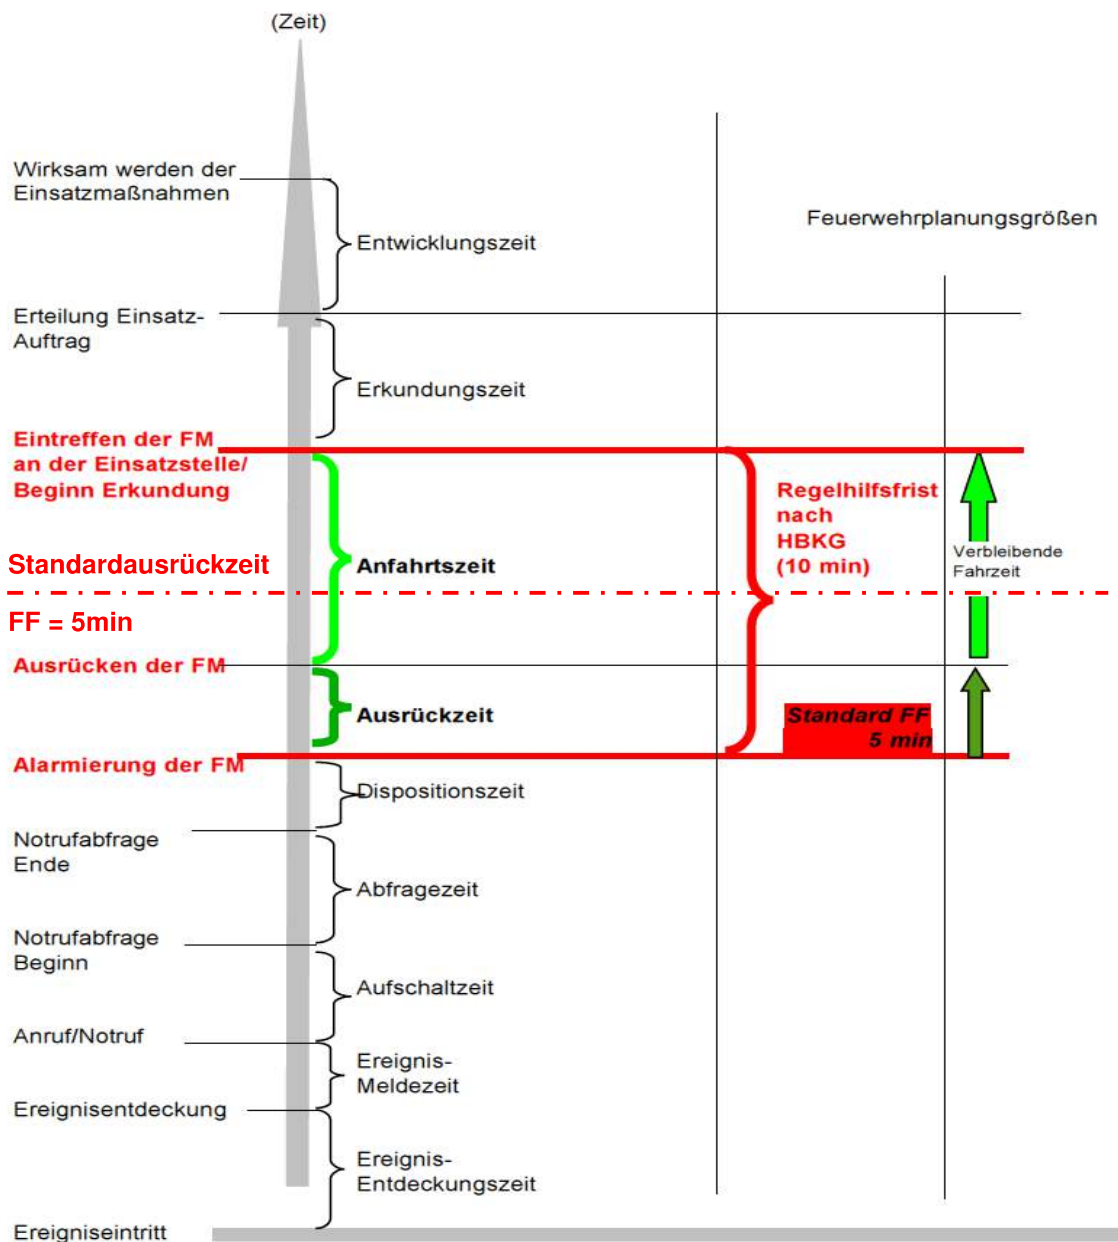 (Zeit)
Wirksam werden der
Einsatzmaßnahmen
Feuerwehrplanungsgrößen
Entwicklungszeit
Erteilung Einsatz-
Auftrag
Erkundungszeit
Eintreffen der FM
an der Einsatzstelle/
Beginn Erkundung
Regelhilfsfrist
nach
HBKG
(10 min)
Verbleibende
Fahrzeit
Standardausrückzeit
Anfahrtszeit
FF = 5min
Ausrücken der FM
Ausrückzeit
Standard FF
5 min
Alarmierung der FM
Dispositionszeit
Notrufabfrage
Ende
Abfragezeit
Notrufabfrage
Beginn
Aufschaltzeit
Anruf/Notruf
Ereignis-
Meldezeit
Ereignisentdeckung
Ereignis-
Entdeckungszeit
Ereigniseintritt